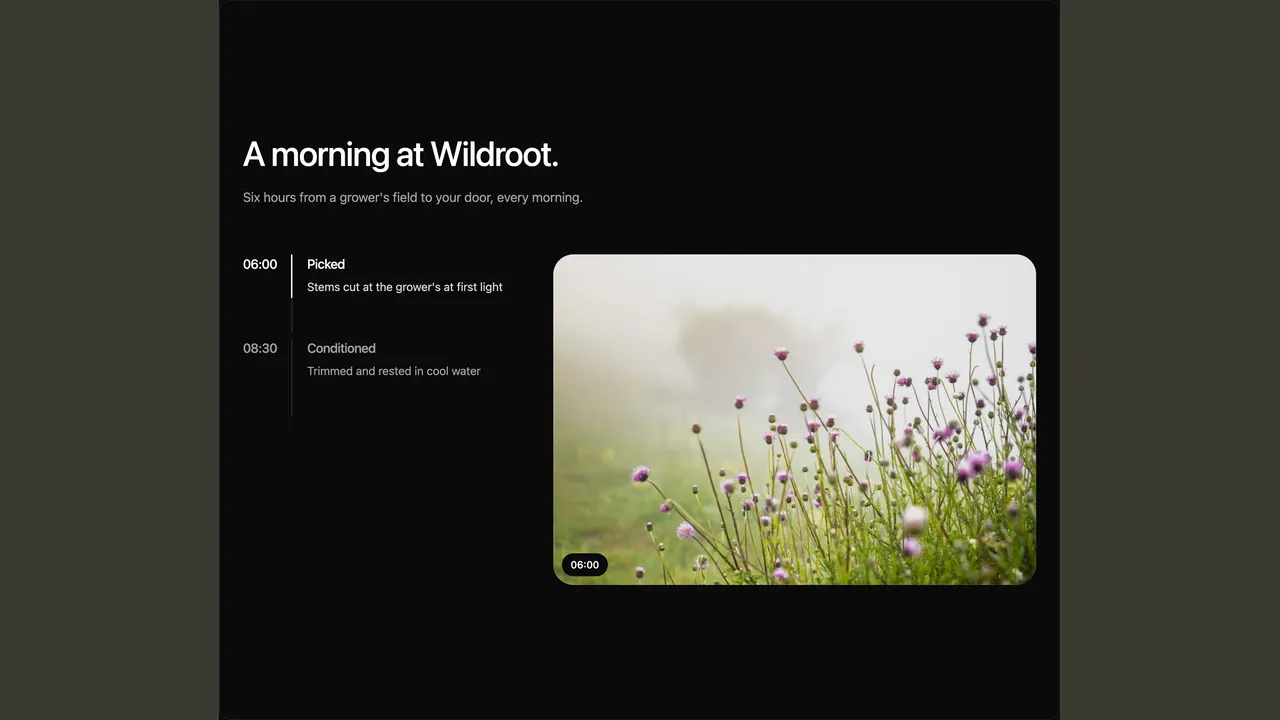 A morning at Wildroot.
Six hours from a grower's field to your door, every morning.
06:00
Picked
Stems cut at the grower's at first light
08:30
Conditioned
Trimmed and rested in cool water
06:00